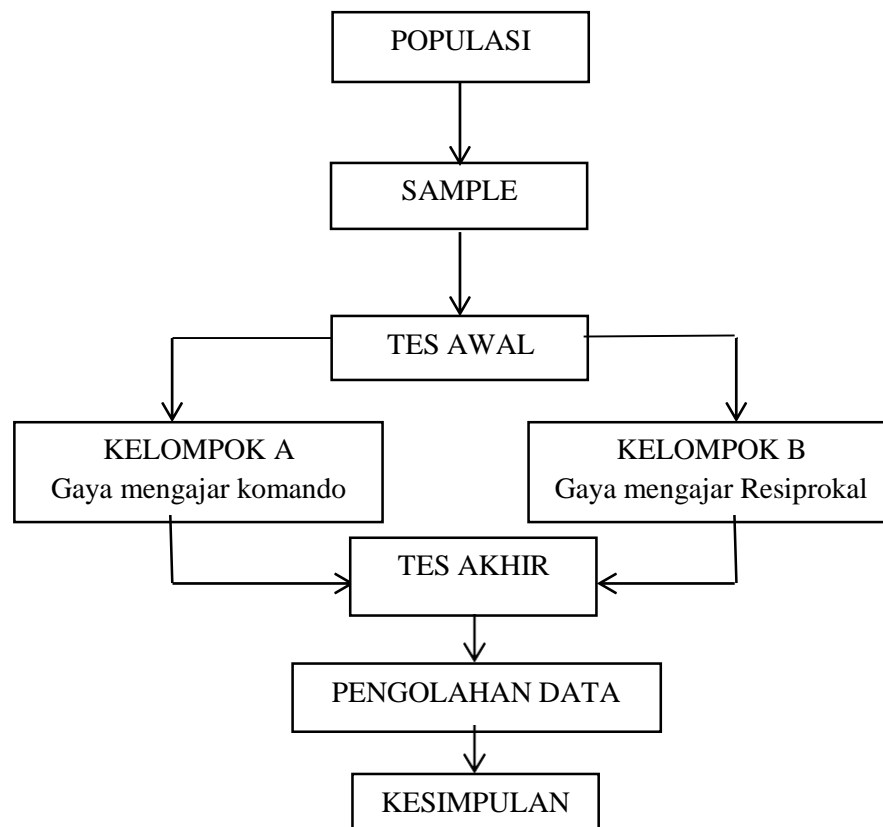 POPULASI
SAMPLE
TES AWAL
KELOMPOK A
Gaya mengajar komando
KELOMPOK B
Gaya mengajar Resiprokal
TES AKHIR
PENGOLAHAN DATA
KESIMPULAN